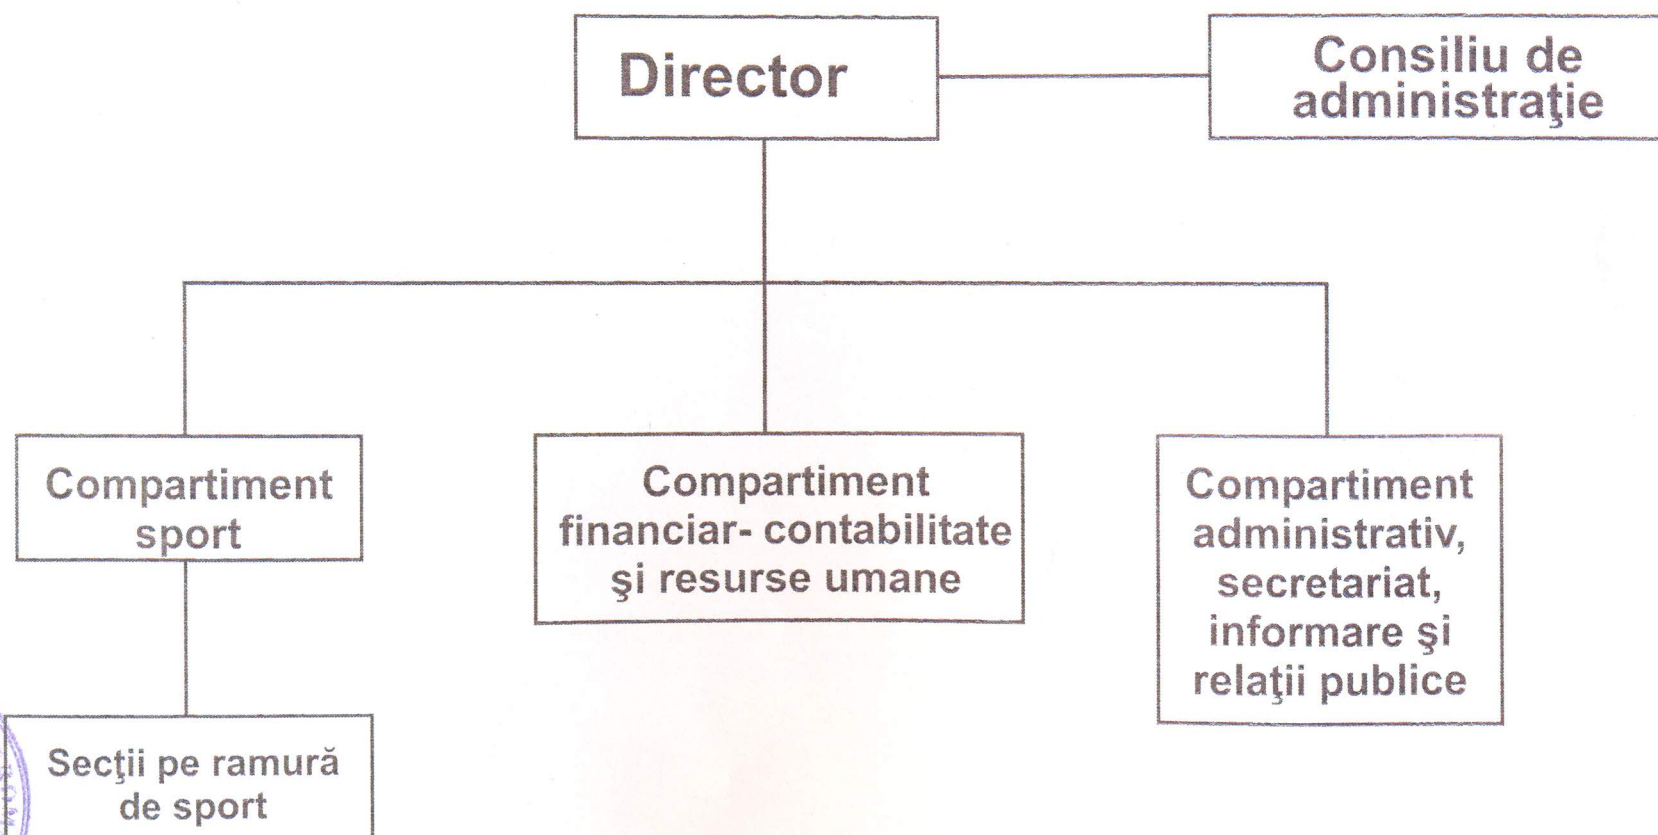 Director
Consiliu de
administraţie
Compartiment
sport
Compartiment
financiar- contabilitate
şi resurse umane
Compartiment
administrativ,
secretariat,
informare şi
relaţii publice
Secţii pe ramură
de sport